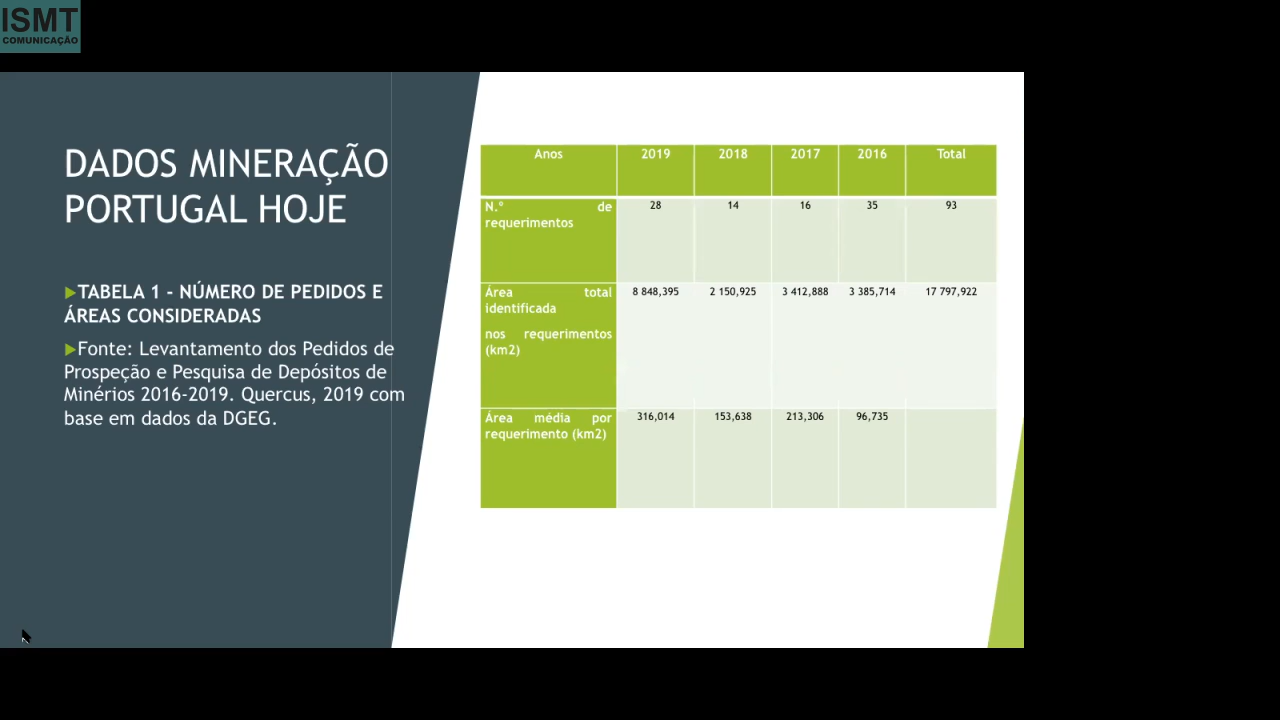 ISMT
COMUNICAÇÃO
DADOS MINERAÇÃO
PORTUGAL HOJE
TABELA 1 - NÚMERO DE PEDIDOS E
ÁREAS CONSIDERADAS
Fonte: Levantamento dos Pedidos de
Prospeção e Pesquisa de Depósitos de
Minérios 2016-2019. Quercus, 2019 com
base em dados da DGEG.
Anos 2019 2018 2017 2016 Total
N.º de 28 14 16 35 93
requerimentos
Área total 8 848,395 2 150,925 3 412,888 3 385,714 17 797,922
identificada
nos requerimentos
(km2)
Área média por 316,014 153,638 213,306 96,735
requerimento (km2)